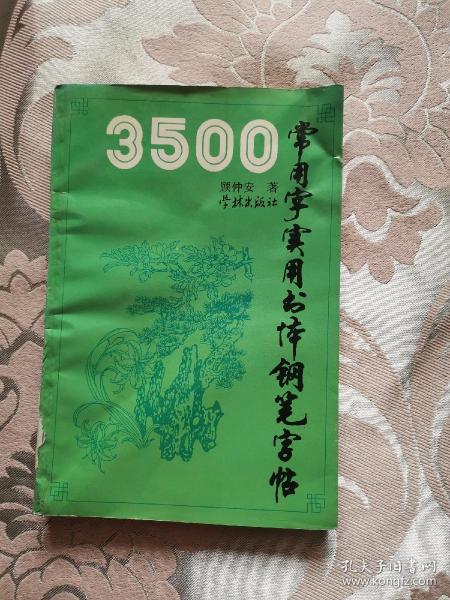 3500
常用字实用书体钢笔字帖
顾仲安 著
学林出版社
孔夫子旧书网
www.kongfz.com